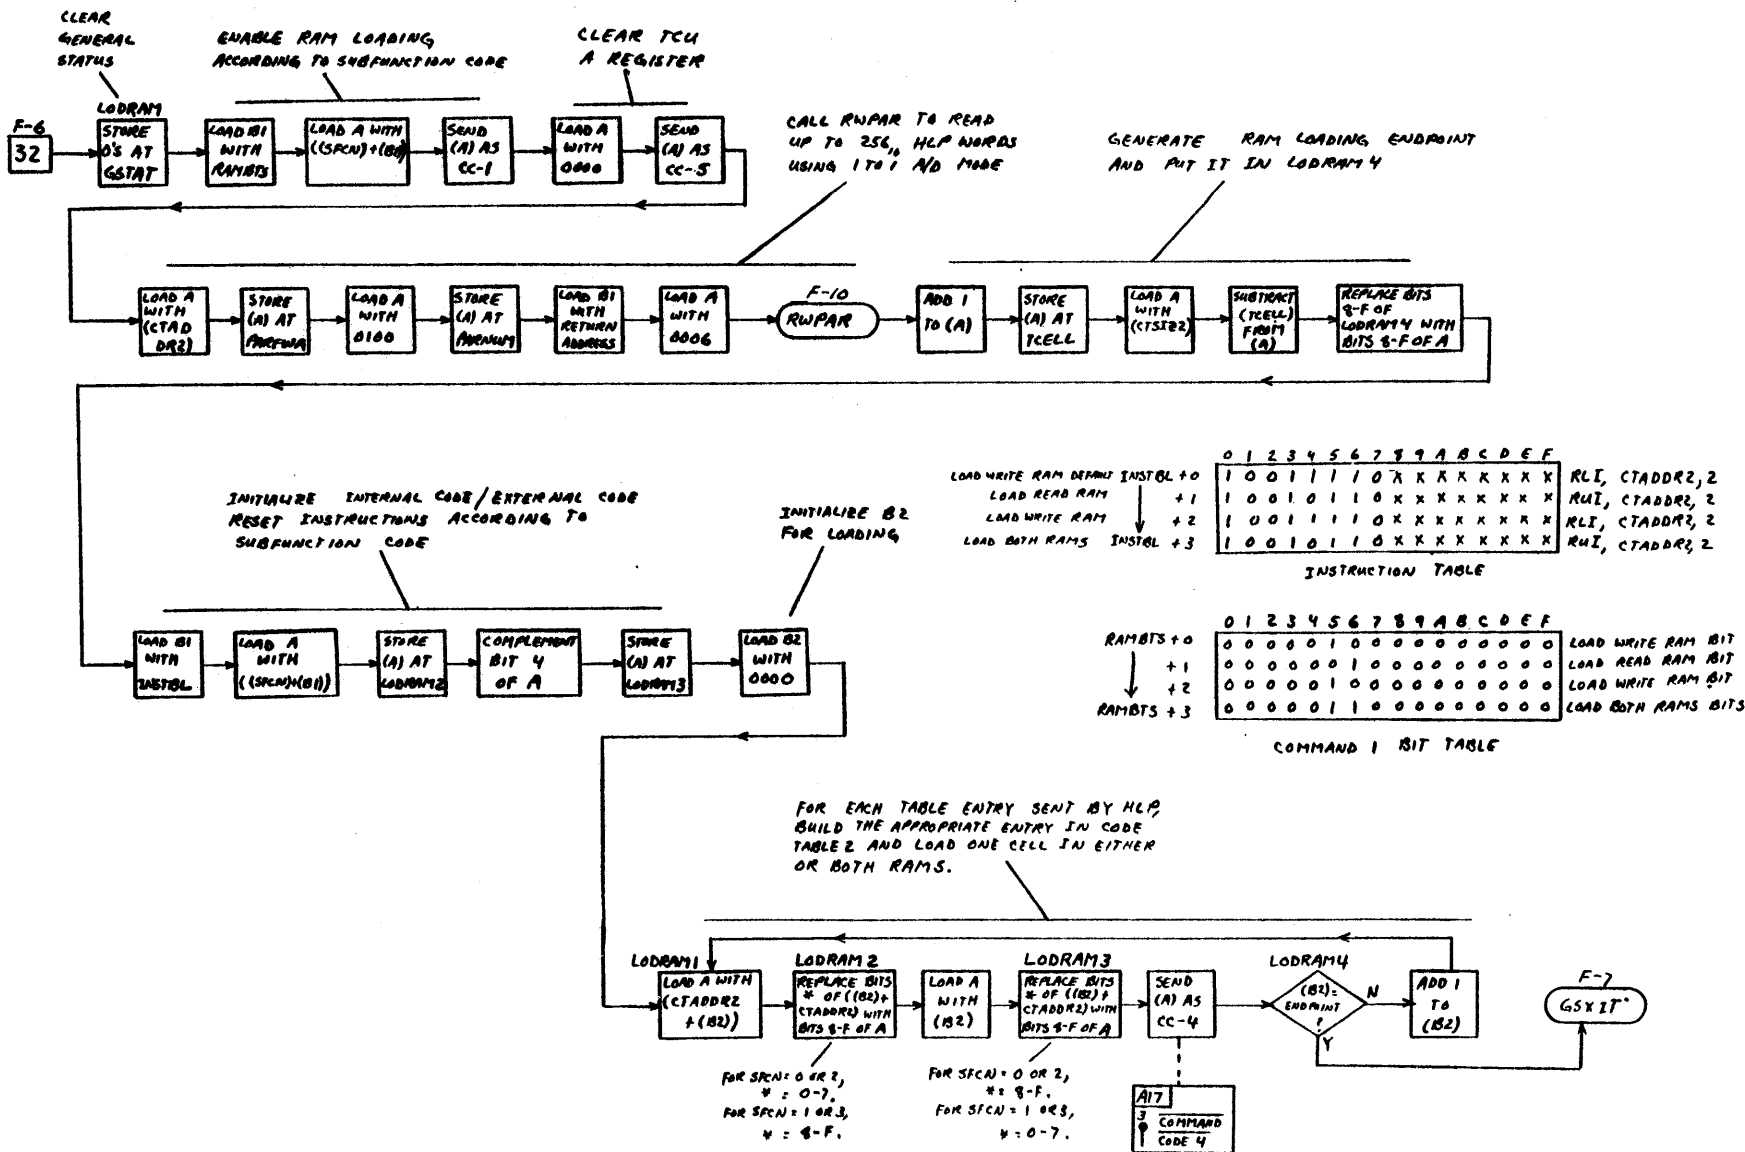 CLEAR
GENERAL
STATUS
ENABLE RAM LOADING
ACCORDING TO SUBFUNCTION CODE
CLEAR TCU
A REGISTER
F-6
32
LODRAM
STORE
0'S AT
GSTAT
LOAD B1
WITH
RAMBTS
LOAD A WITH
((SFCN)+(B1))
SEND
(A) AS
CC-1
LOAD A
WITH
0000
SEND
(A) AS
CC-5
CALL RWPAR TO READ
UP TO 256₁₀ HLP WORDS
USING 1 TO 1 A/D MODE
GENERATE RAM LOADING ENDPOINT
AND PUT IT IN LODRAM 4
LOAD A
WITH
(CTAD
DR2)
STORE
(A) AT
PARFWA
LOAD A
WITH
0100
STORE
(A) AT
PARNUM
LOAD B1
WITH
RETURN
ADDRESS
LOAD A
WITH
0006
F-10
RWPAR
ADD 1
TO (A)
STORE
(A) AT
TCELL
LOAD A
WITH
(CTSIZ2)
SUBTRACT
(TCELL)
FROM
(A)
REPLACE BITS
8-F OF
LODRAM 4 WITH
BITS 8-F OF A
INITIALIZE INTERNAL CODE/EXTERNAL CODE
RESET INSTRUCTIONS ACCORDING TO
SUBFUNCTION CODE
INITIALIZE B2
FOR LOADING
0 1 2 3 4 5 6 7 8 9 A B C D E F
LOAD WRITE RAM DEFAULT INSTBL +0 1 0 0 1 1 1 1 0 X X X X X X X X RLI, CTADDR2, 2
LOAD READ RAM +1 1 0 0 1 0 1 1 0 X X X X X X X X RUI, CTADDR2, 2
LOAD WRITE RAM +2 1 0 0 1 1 1 1 0 X X X X X X X X RLI, CTADDR2, 2
LOAD BOTH RAMS INSTBL +3 1 0 0 1 0 1 1 0 X X X X X X X X RUI, CTADDR2, 2
INSTRUCTION TABLE
LOAD B1
WITH
INSTBL
LOAD A
WITH
((SFCN)+(B1))
STORE
(A) AT
LODRAM2
COMPLEMENT
BIT 4
OF A
STORE
(A) AT
LODRAM3
LOAD B2
WITH
0000
0 1 2 3 4 5 6 7 8 9 A B C D E F
RAMBTS +0 0 0 0 0 0 1 0 0 0 0 0 0 0 0 0 0 LOAD WRITE RAM BIT
+1 0 0 0 0 0 0 1 0 0 0 0 0 0 0 0 0 LOAD READ RAM BIT
+2 0 0 0 0 0 1 0 0 0 0 0 0 0 0 0 0 LOAD WRITE RAM BIT
RAMBTS +3 0 0 0 0 0 1 1 0 0 0 0 0 0 0 0 0 LOAD BOTH RAMS BITS
COMMAND 1 BIT TABLE
FOR EACH TABLE ENTRY SENT BY HLP,
BUILD THE APPROPRIATE ENTRY IN CODE
TABLE 2 AND LOAD ONE CELL IN EITHER
OR BOTH RAMS.
LODRAM1
LOAD A WITH
(CTADDR2
+(B2))
LODRAM 2
REPLACE BITS
* OF ((B2)+
CTADDR2) WITH
BITS 8-F OF A
LOAD A
WITH
(B2)
LODRAM3
REPLACE BITS
* OF ((B2)+
CTADDR2) WITH
BITS 8-F OF A
SEND
(A) AS
CC-4
LODRAM4
(B2)=
ENDPOINT
?
N
Y
ADD 1
TO
(B2)
F-7
GSXIT
FOR SFCN= 0 OR 2,
* = 0-7.
FOR SFCN= 1 OR 3,
* = 8-F.
FOR SFCN= 0 OR 2,
* = 8-F.
FOR SFCN= 1 OR 3,
* = 0-7.
A17
3
COMMAND
CODE 4